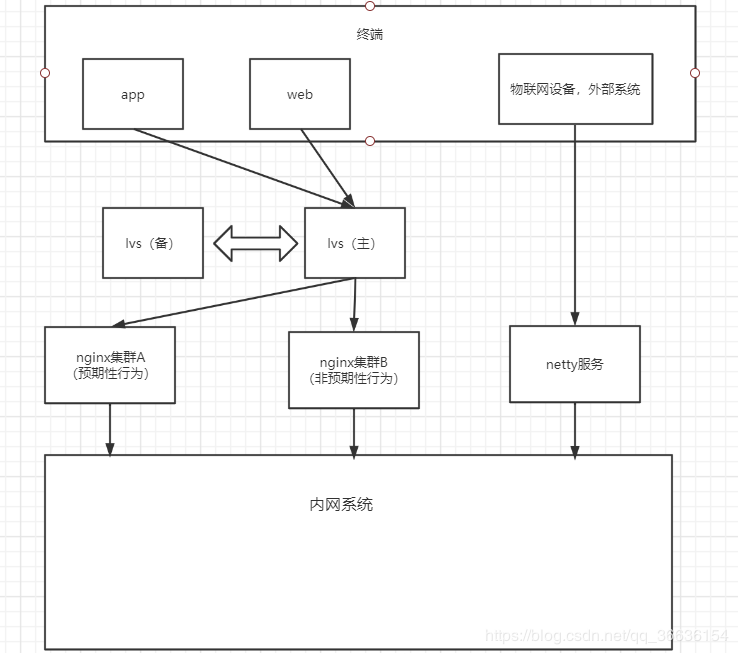 终端
app
web
物联网设备，外部系统
lvs（备）
lvs（主）
nginx集群A
（预期性行为）
nginx集群B
（非预期性行为）
netty服务
内网系统
https://blog.csdn.net/qq_36636154